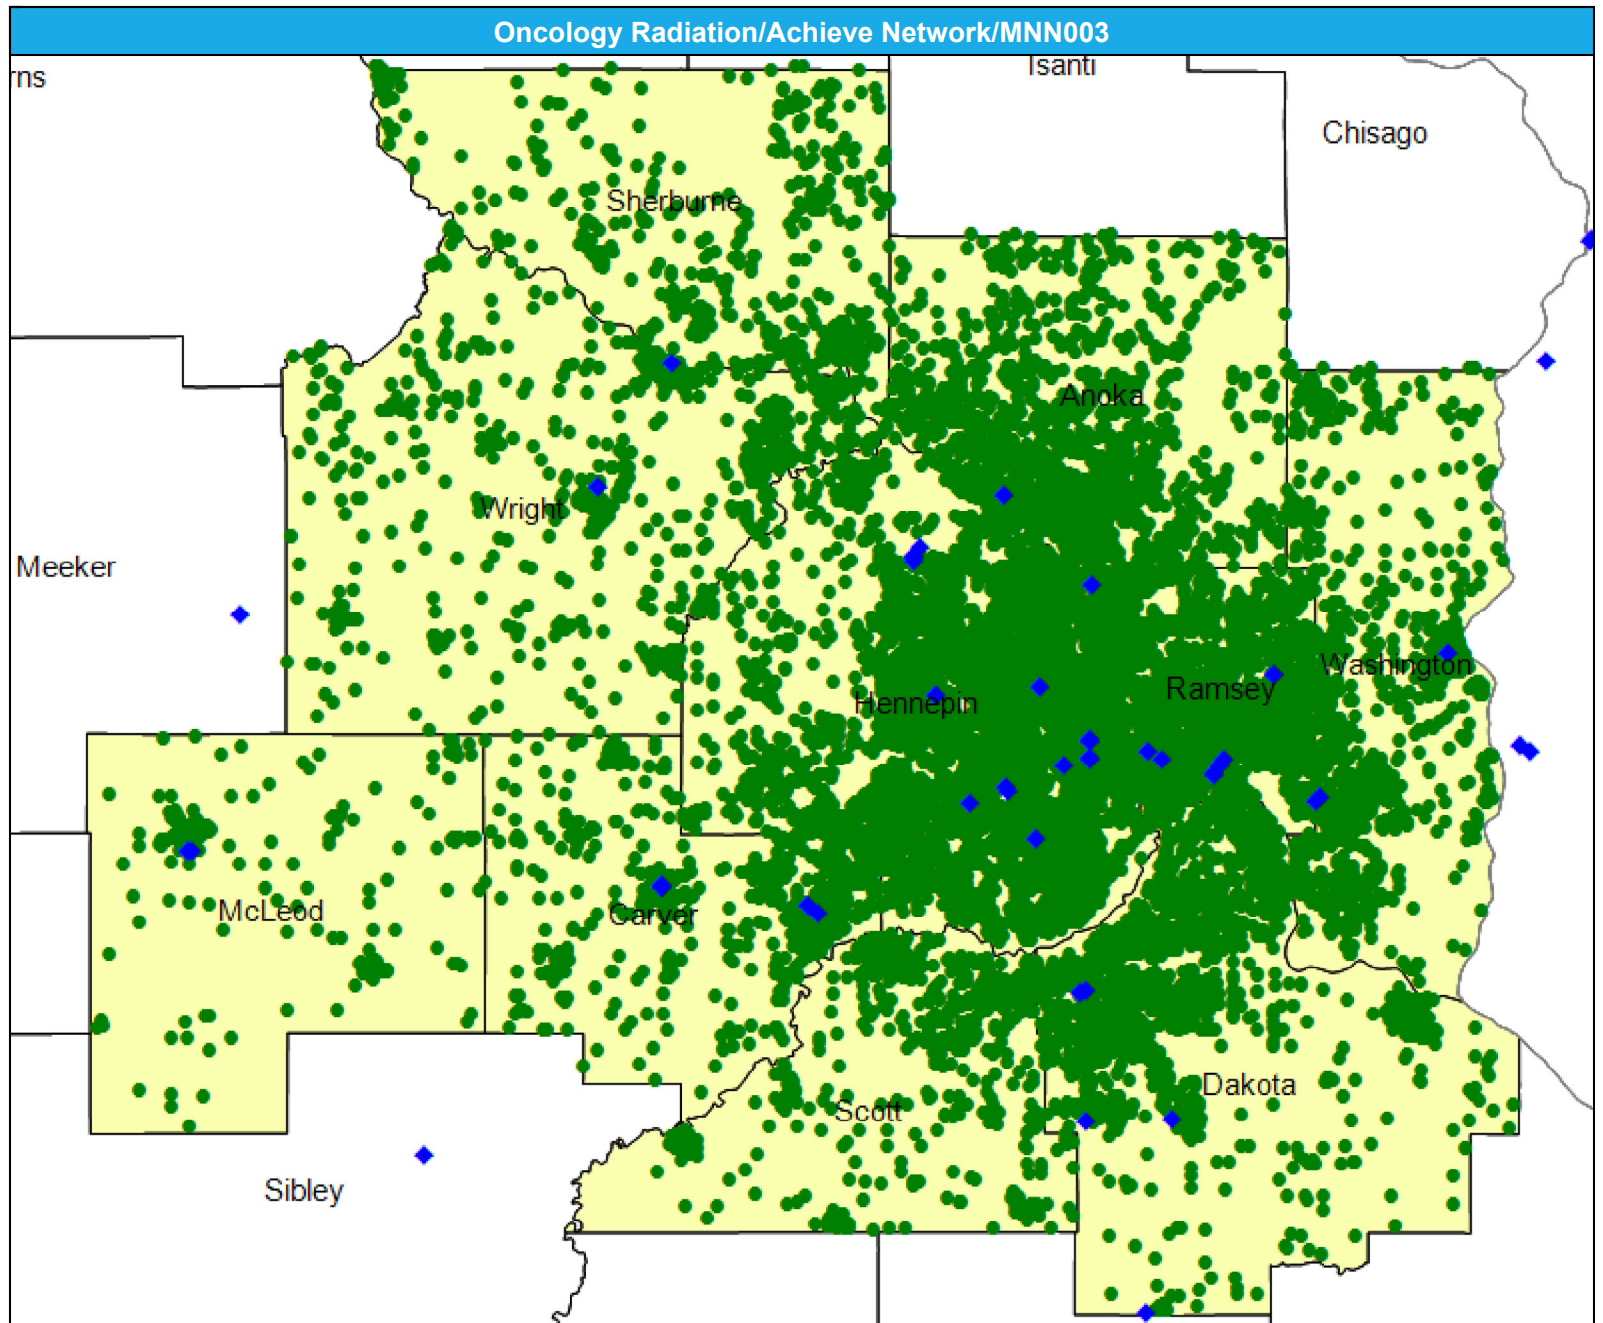 Oncology Radiation/Achieve Network/MNN003
rns
Isanti
Chisago
Sherburne
Anoka
Wright
Meeker
Washington
Ramsey
Hennepin
McLeod
Carver
Dakota
Scott
Sibley